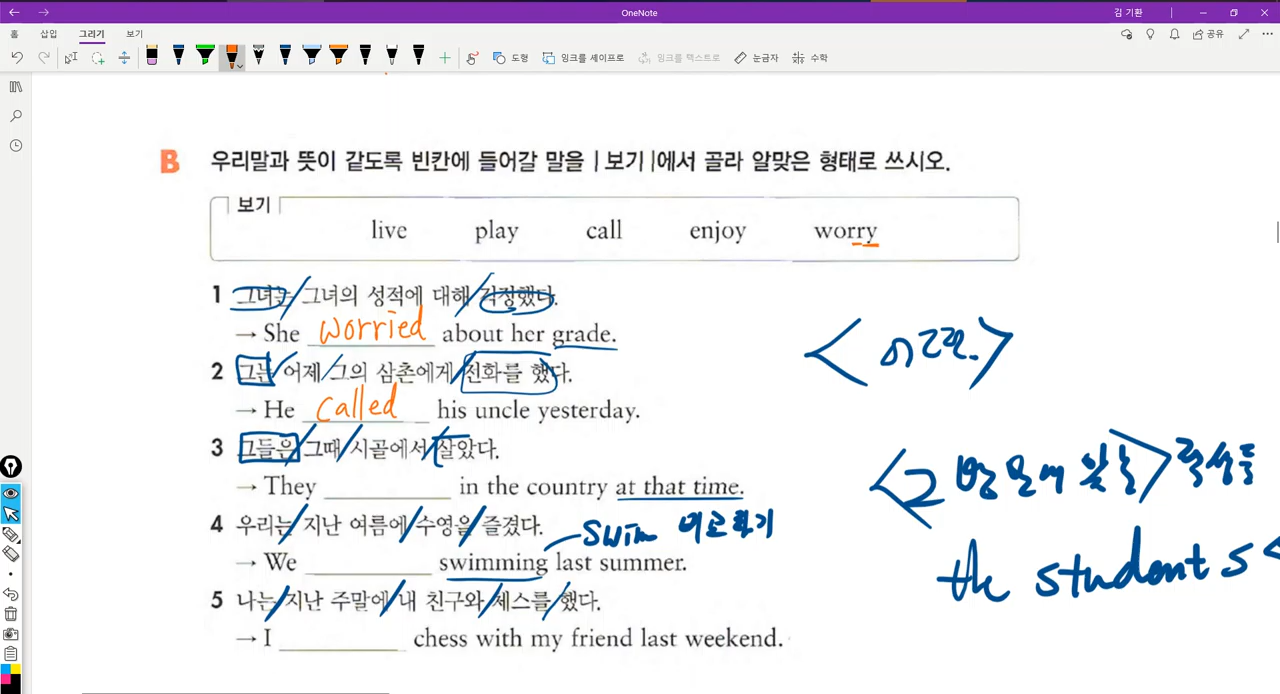 OneNote
김 기환
홈 삽입 그리기 보기
공유
도형 잉크를 셰이프로 잉크를 텍스트로 눈금자 수학
B 우리말과 뜻이 같도록 빈칸에 들어갈 말을 | 보기 |에서 골라 알맞은 형태로 쓰시오.
보기
live play call enjoy worry
1 그녀는 그녀의 성적에 대해 걱정했다.
→ She worried about her grade.
2 그는 어제 그의 삼촌에게 전화를 했다.
→ He called his uncle yesterday.
3 그들은 그때 시골에서 살았다.
→ They in the country at that time.
4 우리는 지난 여름에 수영을 즐겼다.
swim
→ We swimming last summer.
5 나는 지난 주말에 내 친구와 체스를 했다.
→ I chess with my friend last weekend.
the students